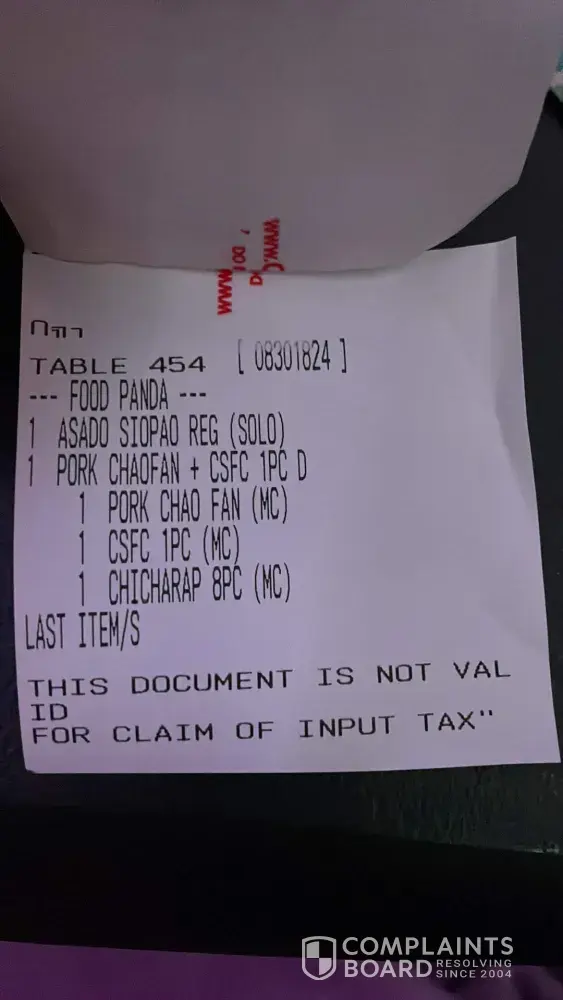 WWW.
TABLE 454 [ 08301824 ]
--- FOOD PANDA ---
1 ASADO SIOPAO REG (SOLO)
1 PORK CHAOFAN + CSFC 1PC D
1 PORK CHAO FAN (MC)
1 CSFC 1PC (MC)
1 CHICHARAP 8PC (MC)
LAST ITEM/S
THIS DOCUMENT IS NOT VAL
ID
FOR CLAIM OF INPUT TAX"
COMPLAINTS
BOARD RESOLVING
SINCE 2004